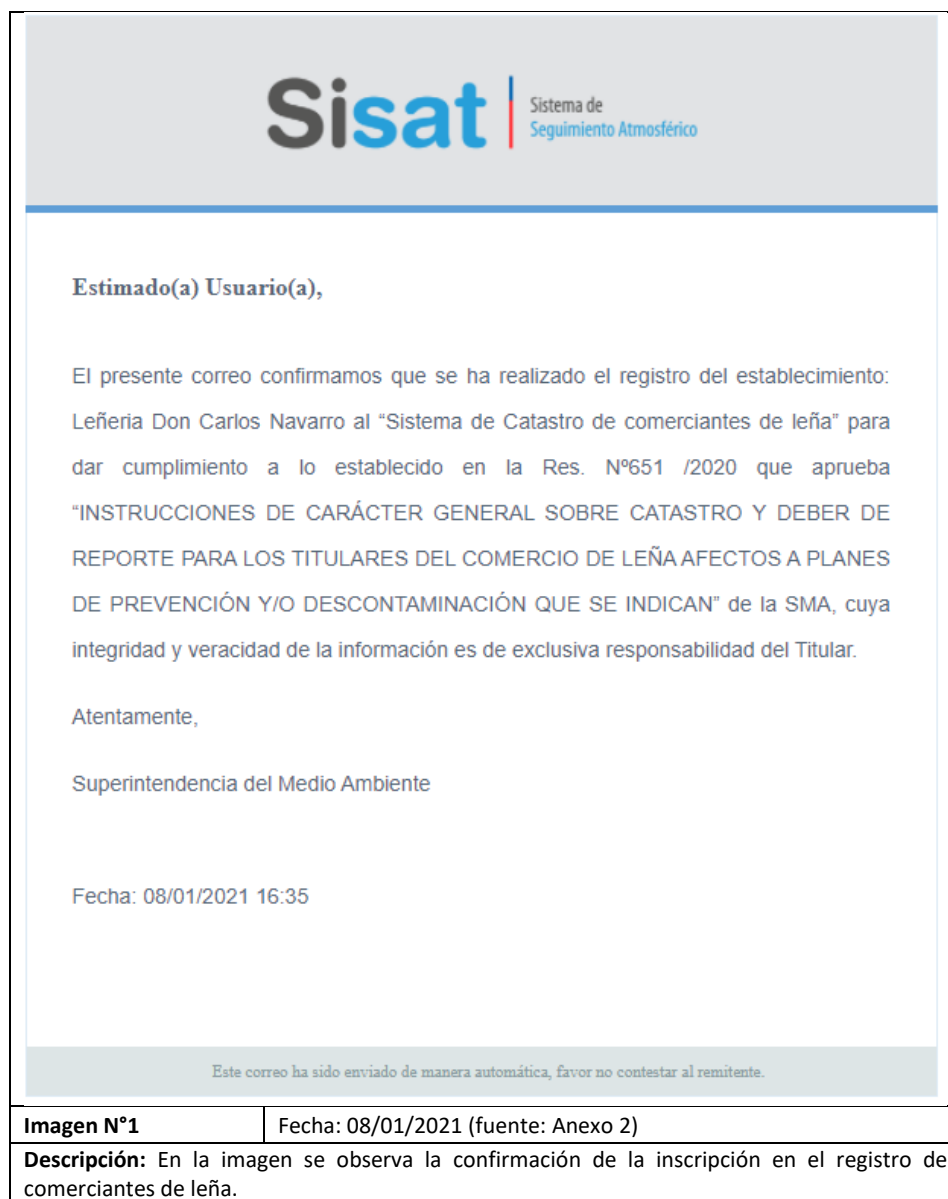 Sisat
Sistema de
Seguimiento Atmosférico
Estimado(a) Usuario(a),
El presente correo confirmamos que se ha realizado el registro del establecimiento:
Leñeria Don Carlos Navarro al “Sistema de Catastro de comerciantes de leña” para
dar cumplimiento a lo establecido en la Res. Nº651 /2020 que aprueba
“INSTRUCCIONES DE CARÁCTER GENERAL SOBRE CATASTRO Y DEBER DE
REPORTE PARA LOS TITULARES DEL COMERCIO DE LEÑA AFECTOS A PLANES
DE PREVENCIÓN Y/O DESCONTAMINACIÓN QUE SE INDICAN” de la SMA, cuya
integridad y veracidad de la información es de exclusiva responsabilidad del Titular.
Atentamente,
Superintendencia del Medio Ambiente
Fecha: 08/01/2021 16:35
Este correo ha sido enviado de manera automática, favor no contestar al remitente.
Imagen N°1 Fecha: 08/01/2021 (fuente: Anexo 2)
Descripción: En la imagen se observa la confirmación de la inscripción en el registro de
comerciantes de leña.